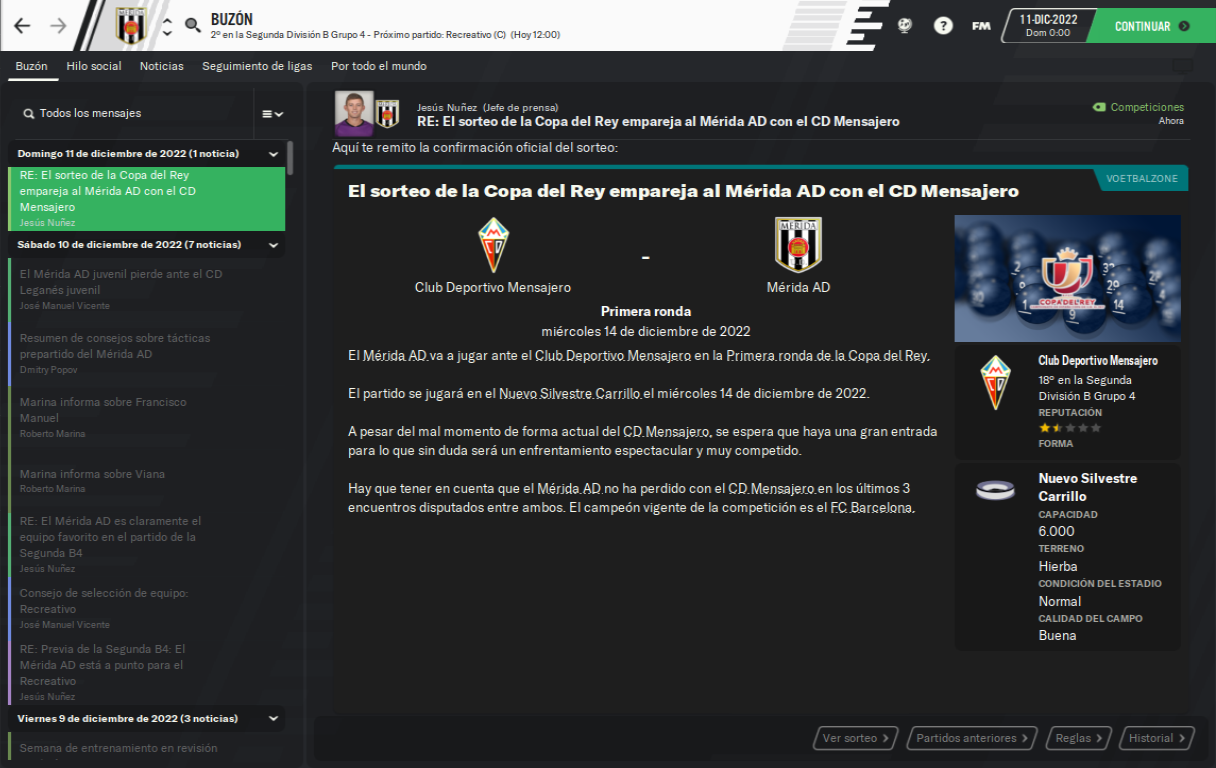 BUZÓN
2º en la Segunda División B Grupo 4 - Próximo partido: Recreativo (C) (Hoy 12:00)
FM
11-DIC-2022
Dom 0:00
CONTINUAR
Buzón
Hilo social
Noticias
Seguimiento de ligas
Por todo el mundo
Todos los mensajes
Domingo 11 de diciembre de 2022 (1 noticia)
RE: El sorteo de la Copa del Rey
empareja al Mérida AD con el CD
Mensajero
Jesús Nuñez
Sábado 10 de diciembre de 2022 (7 noticias)
El Mérida AD juvenil pierde ante el CD
Leganés juvenil
José Manuel Vicente
Resumen de consejos sobre tácticas
prepartido del Mérida AD
Dmitry Popov
Marina informa sobre Francisco
Manuel
Roberto Marina
Marina informa sobre Viana
Roberto Marina
RE: El Mérida AD es claramente el
equipo favorito en el partido de la
Segunda B4
Jesús Nuñez
Consejo de selección de equipo:
Recreativo
José Manuel Vicente
RE: Previa de la Segunda B4: El
Mérida AD está a punto para el
Recreativo
Jesús Nuñez
Viernes 9 de diciembre de 2022 (3 noticias)
Semana de entrenamiento en revisión
Jesús Nuñez (Jefe de prensa)
RE: El sorteo de la Copa del Rey empareja al Mérida AD con el CD Mensajero
Competiciones
Ahora
Aquí te remito la confirmación oficial del sorteo:
VOETBALZONE
El sorteo de la Copa del Rey empareja al Mérida AD con el CD Mensajero
MERIDA
-
Club Deportivo Mensajero
Mérida AD
Primera ronda
miércoles 14 de diciembre de 2022
El Mérida AD va a jugar ante el Club Deportivo Mensajero en la Primera ronda de la Copa del Rey.
El partido se jugará en el Nuevo Silvestre Carrillo el miércoles 14 de diciembre de 2022.
A pesar del mal momento de forma actual del CD Mensajero, se espera que haya una gran entrada
para lo que sin duda será un enfrentamiento espectacular y muy competido.
Hay que tener en cuenta que el Mérida AD no ha perdido con el CD Mensajero en los últimos 3
encuentros disputados entre ambos. El campeón vigente de la competición es el FC Barcelona.
COPA DEL REY
Club Deportivo Mensajero
18º en la Segunda
División B Grupo 4
REPUTACIÓN
FORMA
Nuevo Silvestre
Carrillo
CAPACIDAD
6.000
TERRENO
Hierba
CONDICIÓN DEL ESTADIO
Normal
CALIDAD DEL CAMPO
Buena
Ver sorteo
Partidos anteriores
Reglas
Historial